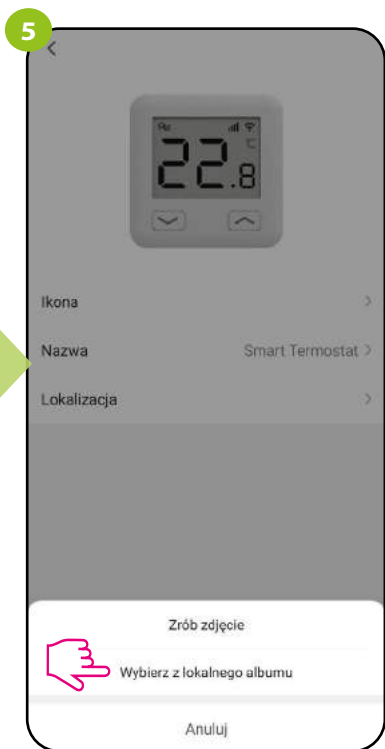 5
22.8
°C
Ikona
Nazwa Smart Termostat
Lokalizacja
Zrób zdjęcie
Wybierz z lokalnego albumu
Anuluj